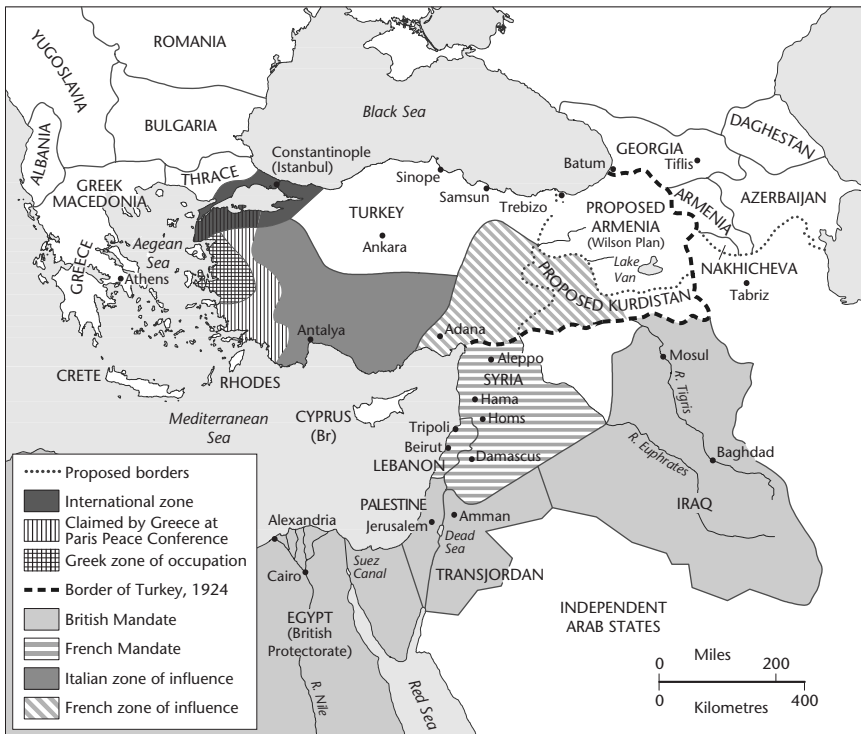 YUGOSLAVIA
ROMANIA
BULGARIA
ALBANIA
THRACE
GREEK
MACEDONIA
GREECE
Aegean
Sea
Athens
CRETE
RHODES
Black Sea
Constantinople
(Istanbul)
TURKEY
Ankara
Sinope
Samsun
Trebizo
Batum
GEORGIA
Tiflis
DAGHESTAN
ARMENIA
AZERBAIJAN
PROPOSED
ARMENIA
(Wilson Plan)
Lake
Van
NAKHICHEVA
Tabriz
PROPOSED KURDISTAN
Antalya
Adana
Mediterranean
Sea
CYPRUS
(Br)
Aleppo
SYRIA
Hama
Homs
Tripoli
Beirut
LEBANON
Damascus
Mosul
R. Tigris
R. Euphrates
Baghdad
IRAQ
PALESTINE
Jerusalem
Amman
Dead
Sea
TRANSJORDAN
Alexandria
Cairo
Suez
Canal
EGYPT
(British
Protectorate)
R. Nile
Red Sea
INDEPENDENT
ARAB STATES
Proposed borders
International zone
Claimed by Greece at
Paris Peace Conference
Greek zone of occupation
Border of Turkey, 1924
British Mandate
French Mandate
Italian zone of influence
French zone of influence
0 Miles 200
0 Kilometres 400